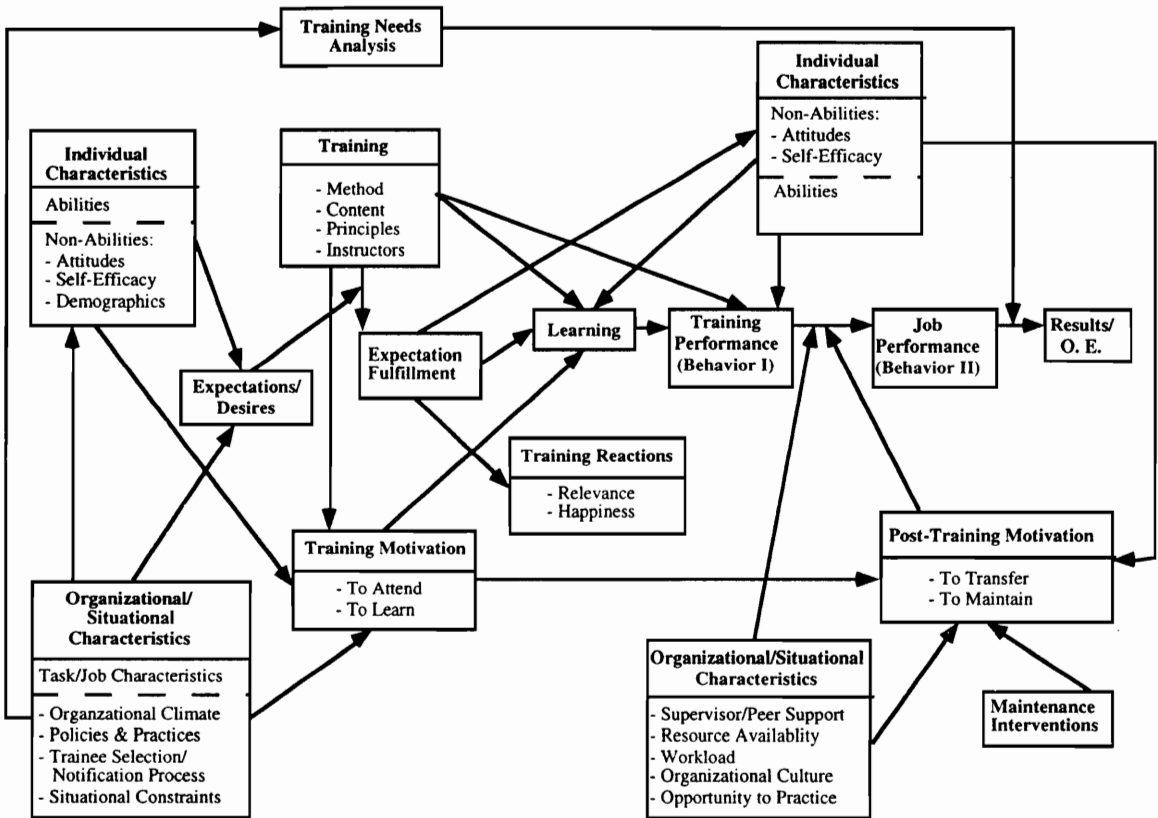 Training Needs
Analysis
Individual
Characteristics
Non-Abilities:
- Attitudes
- Self-Efficacy
Abilities
Individual
Characteristics
Abilities
Non-Abilities:
- Attitudes
- Self-Efficacy
- Demographics
Training
- Method
- Content
- Principles
- Instructors
Expectations/
Desires
Expectation
Fulfillment
Learning
Training
Performance
(Behavior I)
Job
Performance
(Behavior II)
Results/
O. E.
Training Reactions
- Relevance
- Happiness
Training Motivation
- To Attend
- To Learn
Post-Training Motivation
- To Transfer
- To Maintain
Organizational/
Situational
Characteristics
Task/Job Characteristics
- Organzational Climate
- Policies & Practices
- Trainee Selection/
Notification Process
- Situational Constraints
Organizational/Situational
Characteristics
- Supervisor/Peer Support
- Resource Availablity
- Workload
- Organizational Culture
- Opportunity to Practice
Maintenance
Interventions